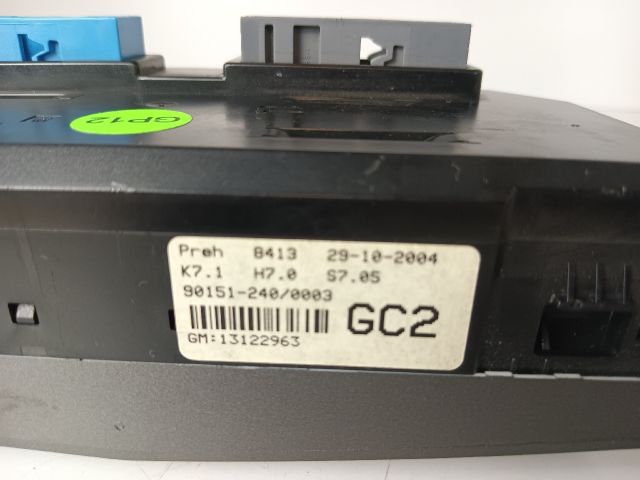 GP12
Preh 8413 29-10-2004
K7.1 H7.0 S7.05
90151-240/0003
GC2
GM:13122963